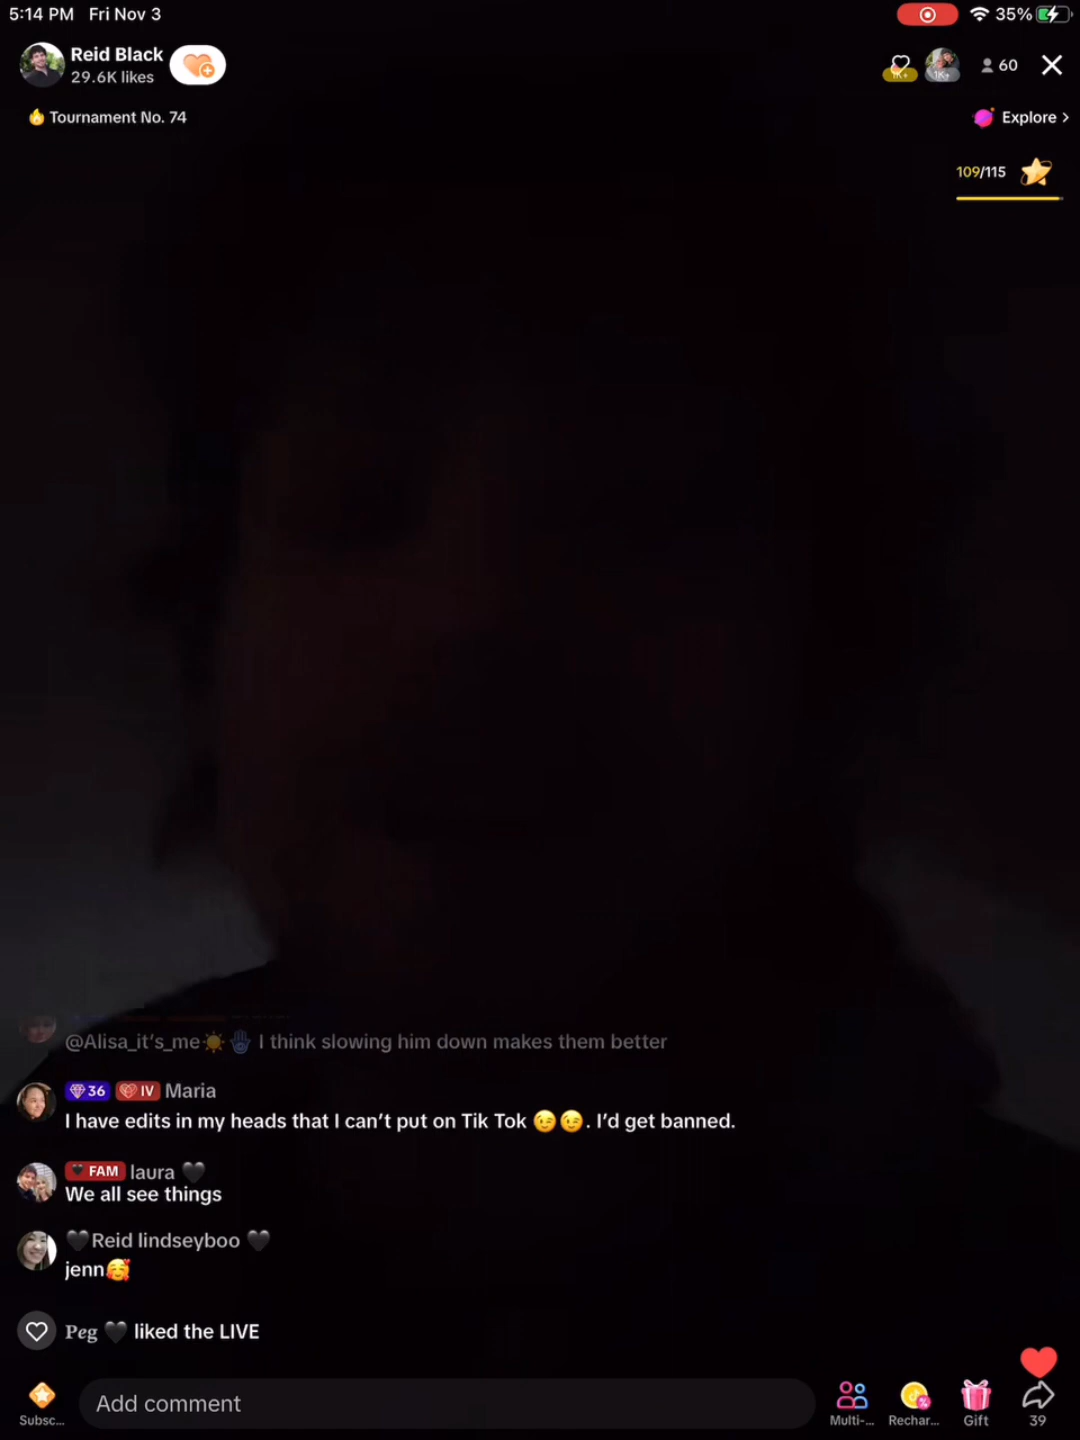 5:14 PM Fri Nov 3
35%
Reid Black
29.6K likes
1K+
1K+
60
Tournament No. 74
Explore >
109/115
@Alisa_it's_me☀️🖐 I think slowing him down makes them better
36 IV Maria
I have edits in my heads that I can't put on Tik Tok 😉😉. I'd get banned.
🖤 FAM laura 🖤
We all see things
🖤Reid lindseyboo 🖤
jenn🥰
Peg 🖤 liked the LIVE
Add comment
Subsc...
Multi-...
Rechar...
Gift
39